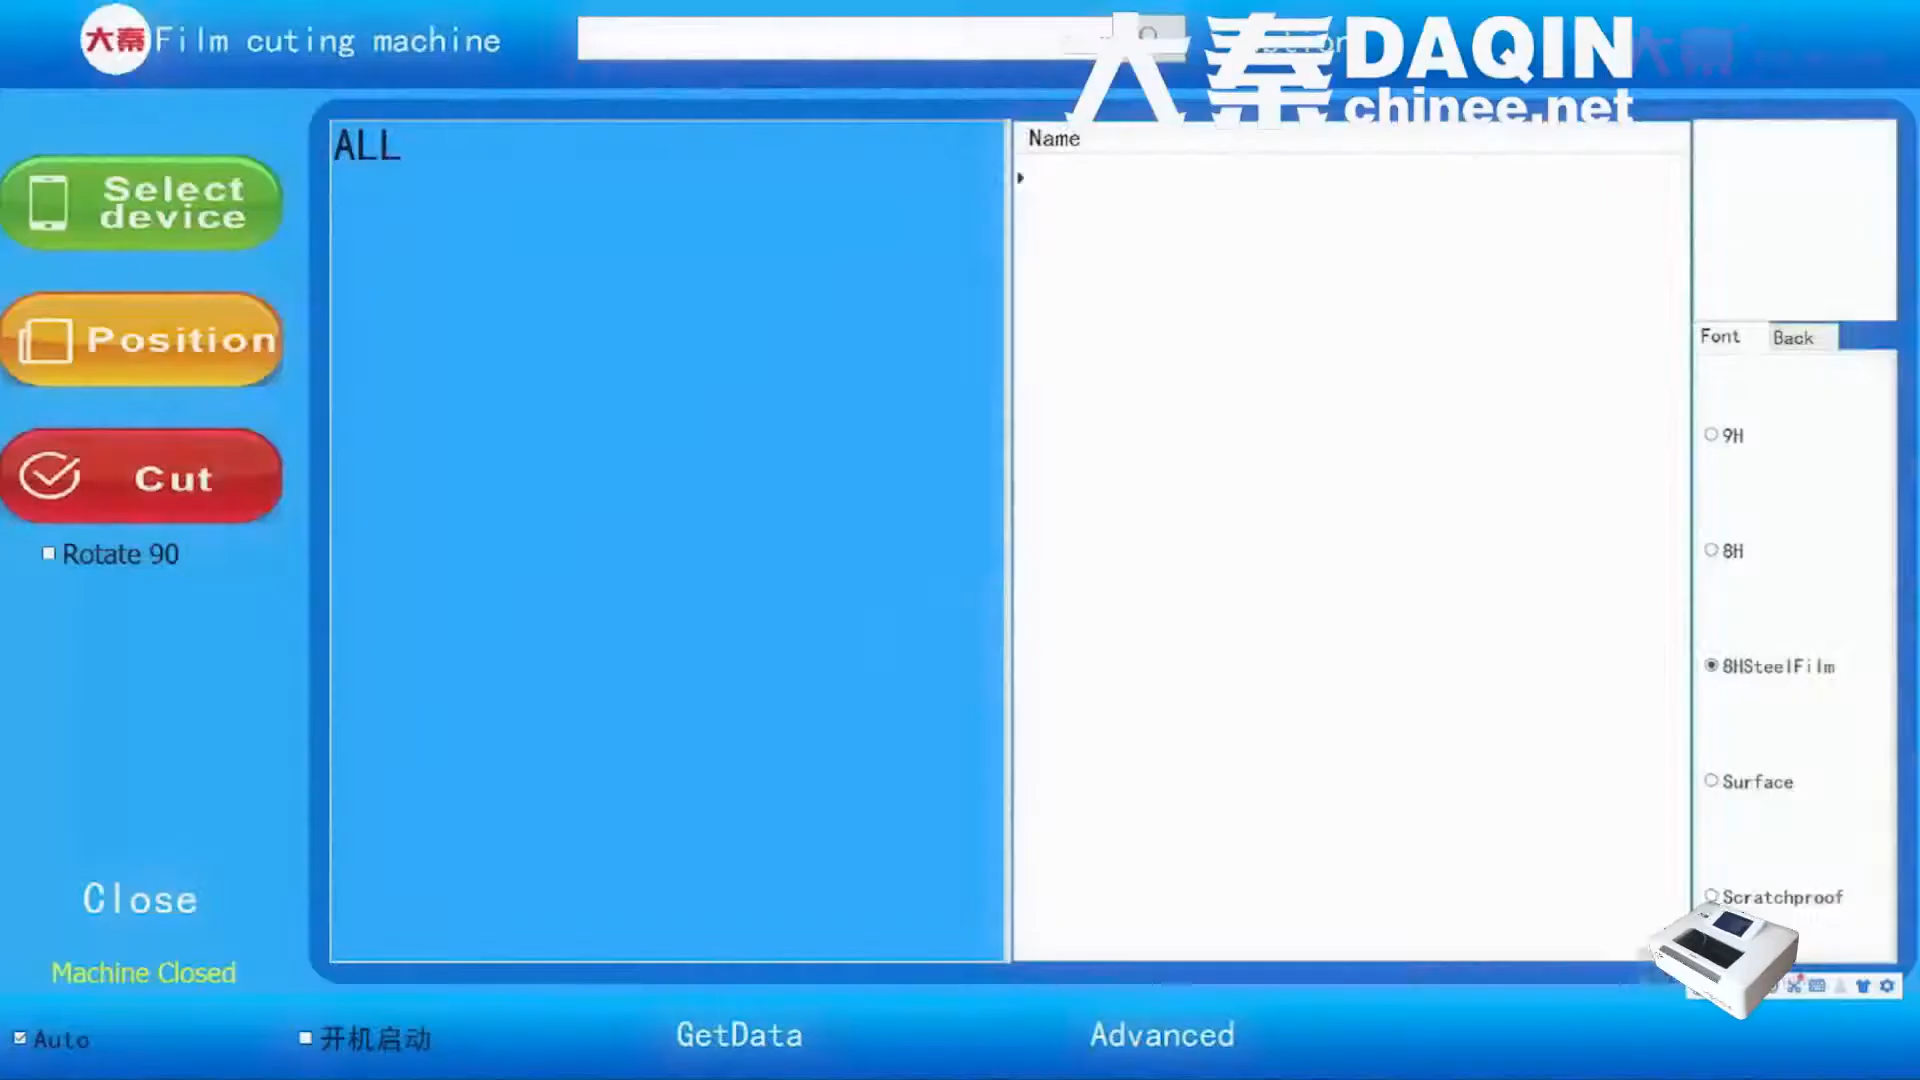 大秦 Film cuting machine
大秦 DAQIN
chinee.net
ALL
Name
Select
device
Position
Cut
Rotate 90
Font Back
9H
8H
8HSteelFilm
Surface
Scratchproof
Close
Machine Closed
Auto 开机启动 GetData Advanced